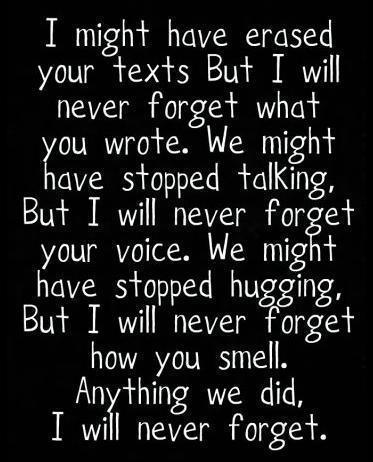 I might have erased
your texts But I will
never forget what
you wrote. We might
have stopped talking,
But I will never forget
your voice. We might
have stopped hugging,
But I will never forget
how you smell.
Anything we did,
I will never forget.